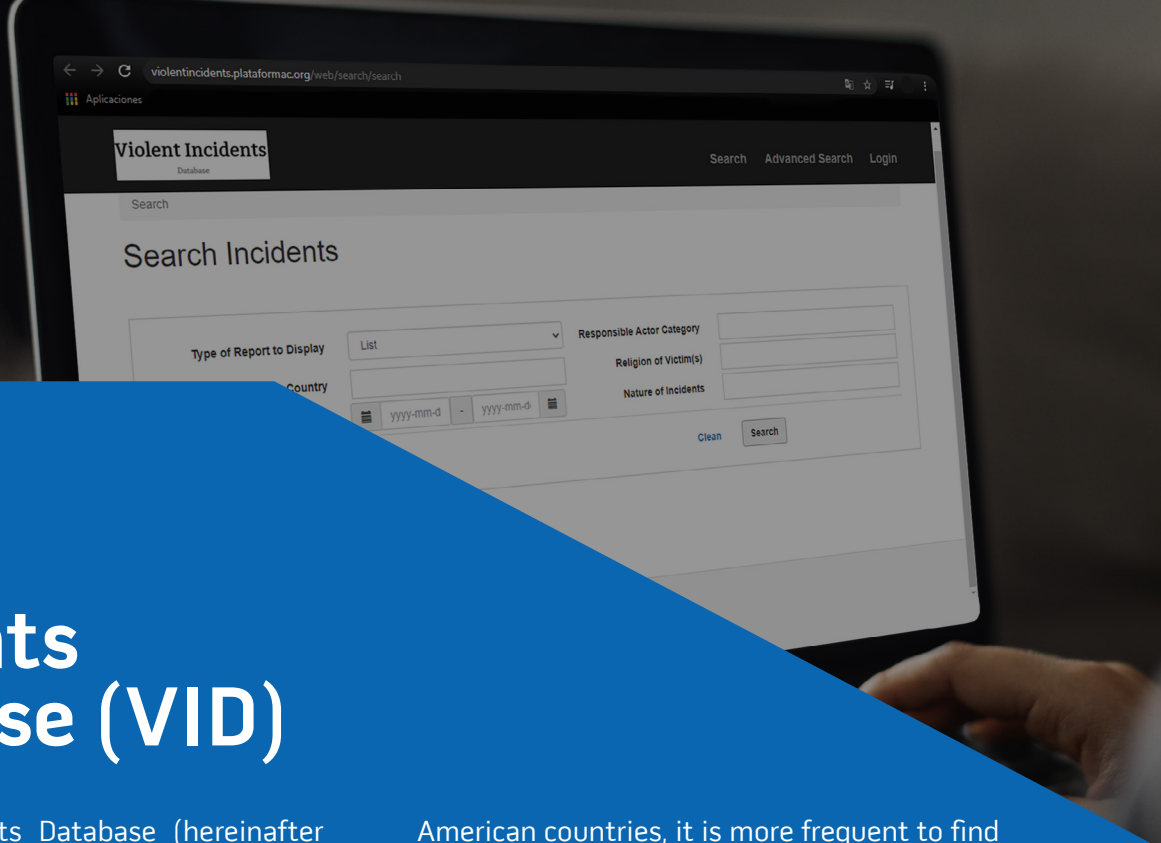 violentincidents.plataformac.org/web/search/search
Aplicaciones
Violent Incidents
Database
Search Advanced Search Login
Search
Search Incidents
Type of Report to Display List Responsible Actor Category
Country Religion of Victim(s)
yyyy-mm-d - yyyy-mm-d Nature of Incidents
Clean Search
nts
se (VID)
ts Database (hereinafter
American countries, it is more frequent to find